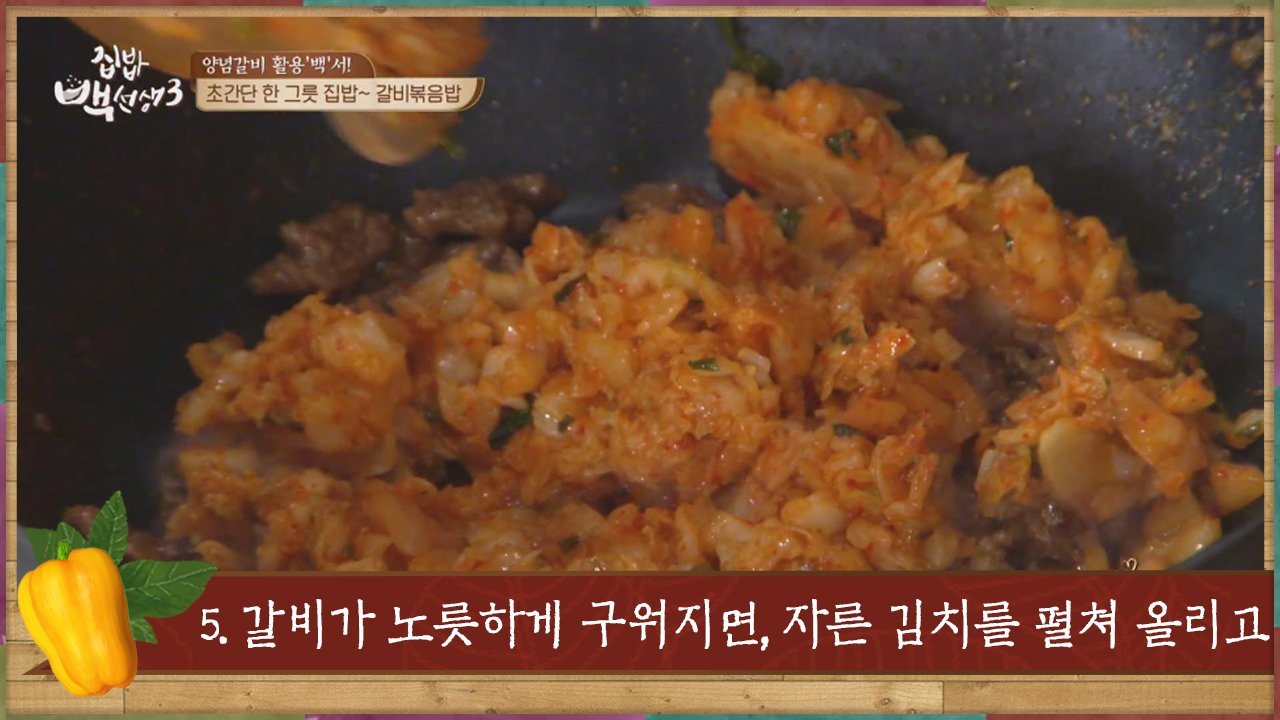 집밥
백선생3
양념갈비 활용'백'서!
초간단 한 그릇 집밥~ 갈비볶음밥
5. 갈비가 노릇하게 구워지면, 자른 김치를 펼쳐 올리고